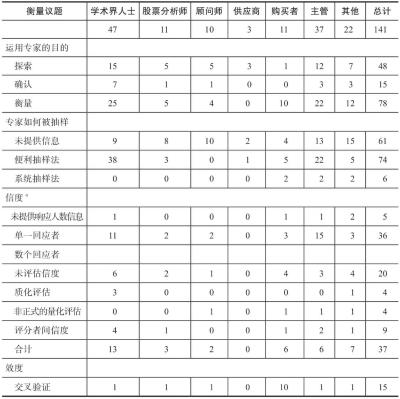 衡量议题 学术界人士 股票分析师 顾问师 供应商 购买者 主管 其他 总计
47 11 10 3 11 37 22 141
运用专家的目的
探索 15 5 5 3 1 12 7 48
确认 7 1 1 0 0 3 3 15
衡量 25 5 4 0 10 22 12 78
专家如何被抽样
未提供信息 9 8 10 2 4 13 15 61
便利抽样法 38 3 0 1 5 22 5 74
系统抽样法 0 0 0 0 2 2 2 6
信度a
未提供响应人数信息 1 0 0 0 1 1 2 5
单一回应者 11 2 2 0 3 15 3 36
数个回应者
未评估信度 6 2 1 0 4 3 4 20
质化评估 3 0 0 0 0 0 1 4
非正式的量化评估 0 0 1 0 1 1 1 4
评分者间信度 4 1 0 0 1 2 1 9
合计 13 3 2 0 6 6 7 37
效度
交叉验证 1 1 1 0 10 1 1 15